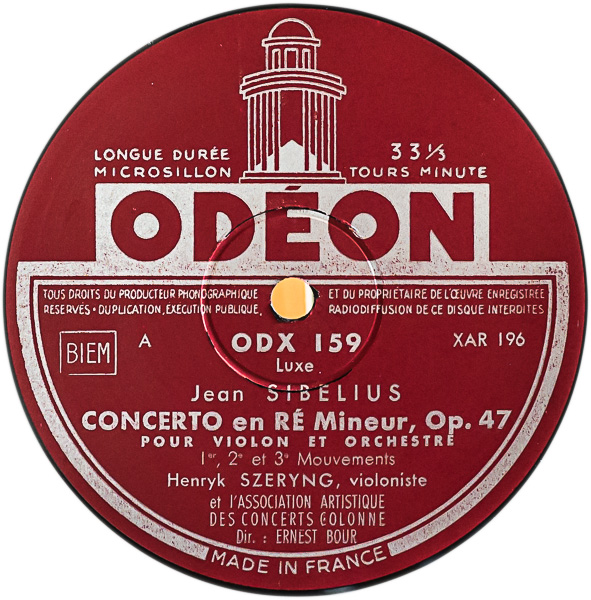 LONGUE DURÉE
MICROSILLON
33 1/3
TOURS MINUTE
ODÉON
TOUS DROITS DU PRODUCTEUR PHONOGRAPHIQUE
RESERVÉS · DUPLICATION, EXECUTION PUBLIQUE,
ET DU PROPRIÉTAIRE DE L'ŒUVRE ENREGISTRÉE
RADIODIFFUSION DE CE DISQUE INTERDITES
BIEM
A
ODX 159
XAR 196
Luxe
Jean SIBELIUS
CONCERTO en RÉ Mineur, Op. 47
POUR VIOLON ET ORCHESTRE
1er, 2e et 3e Mouvements
Henryk SZERYNG, violoniste
et l'ASSOCIATION ARTISTIQUE
DES CONCERTS COLONNE
Dir. : ERNEST BOUR
MADE IN FRANCE